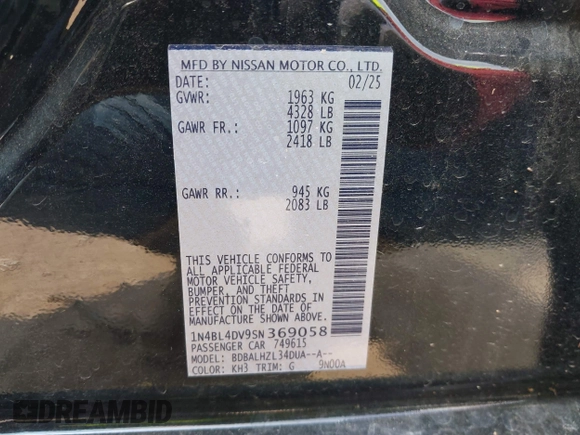 MFD BY NISSAN MOTOR CO., LTD.
DATE: 02/25
GVWR: 1963 KG
4328 LB
GAWR FR.: 1097 KG
2418 LB
GAWR RR.: 945 KG
2083 LB
THIS VEHICLE CONFORMS TO
ALL APPLICABLE FEDERAL
MOTOR VEHICLE SAFETY,
BUMPER, AND THEFT
PREVENTION STANDARDS IN
EFFECT ON THE DATE OF
MANUFACTURE SHOWN ABOVE.
1N4BL4DV9SN369058
PASSENGER CAR 749615
MODEL: BDBALHZL34DUA--A--
COLOR: KH3 TRIM: G 9N00A
DREAMBID